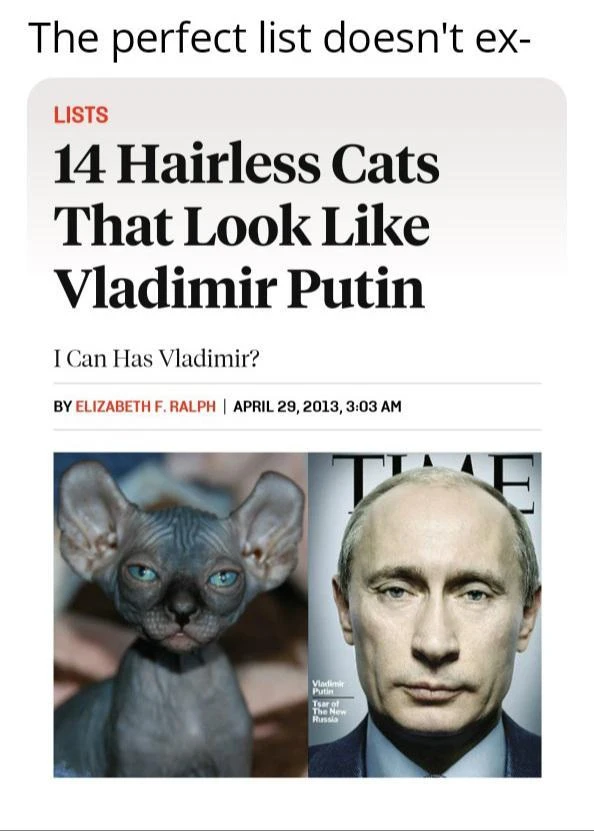 The perfect list doesn't ex-
LISTS
14 Hairless Cats
That Look Like
Vladimir Putin
I Can Has Vladimir?
BY ELIZABETH F. RALPH | APRIL 29, 2013, 3:03 AM
TIME
Vladimir
Putin
Tsar of
The New
Russia